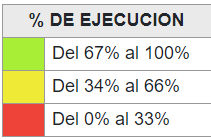 % DE EJECUCION
Del 67% al 100%
Del 34% al 66%
Del 0% al 33%